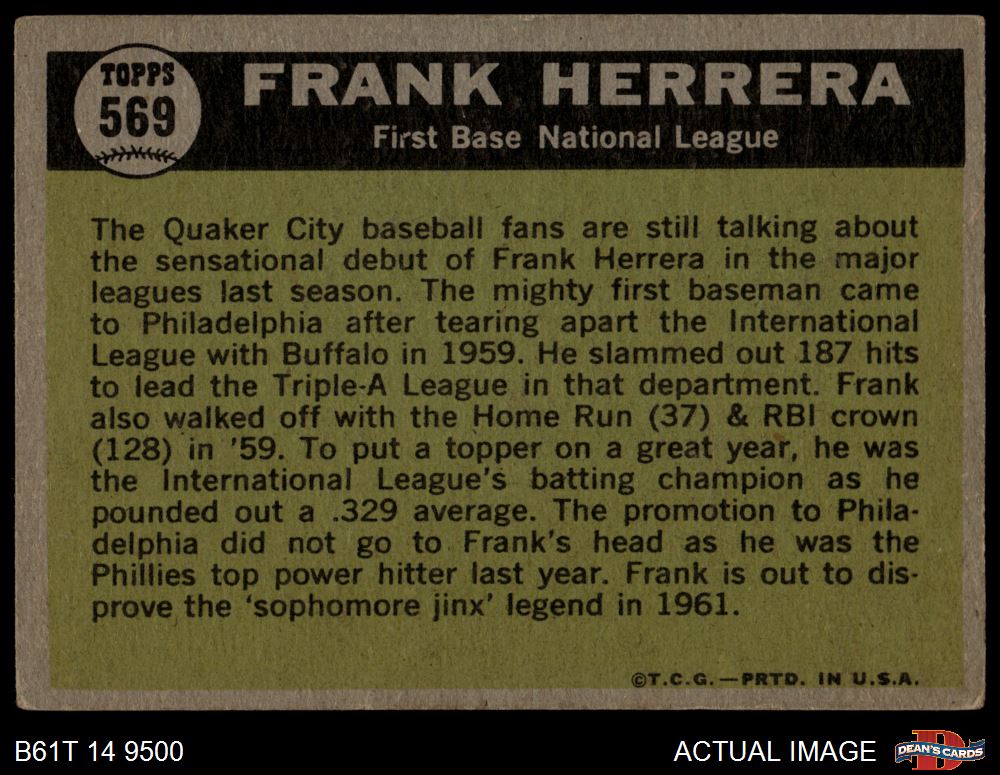 TOPPS
569
FRANK HERRERA
First Base National League
The Quaker City baseball fans are still talking about
the sensational debut of Frank Herrera in the major
leagues last season. The mighty first baseman came
to Philadelphia after tearing apart the International
League with Buffalo in 1959. He slammed out 187 hits
to lead the Triple-A League in that department. Frank
also walked off with the Home Run (37) & RBI crown
(128) in '59. To put a topper on a great year, he was
the International League's batting champion as he
pounded out a .329 average. The promotion to Phila-
delphia did not go to Frank's head as he was the
Phillies top power hitter last year. Frank is out to dis-
prove the 'sophomore jinx' legend in 1961.
©T.C.G.—PRTD. IN U.S.A.
B61T 14 9500
ACTUAL IMAGE
D
DEAN'S CARDS